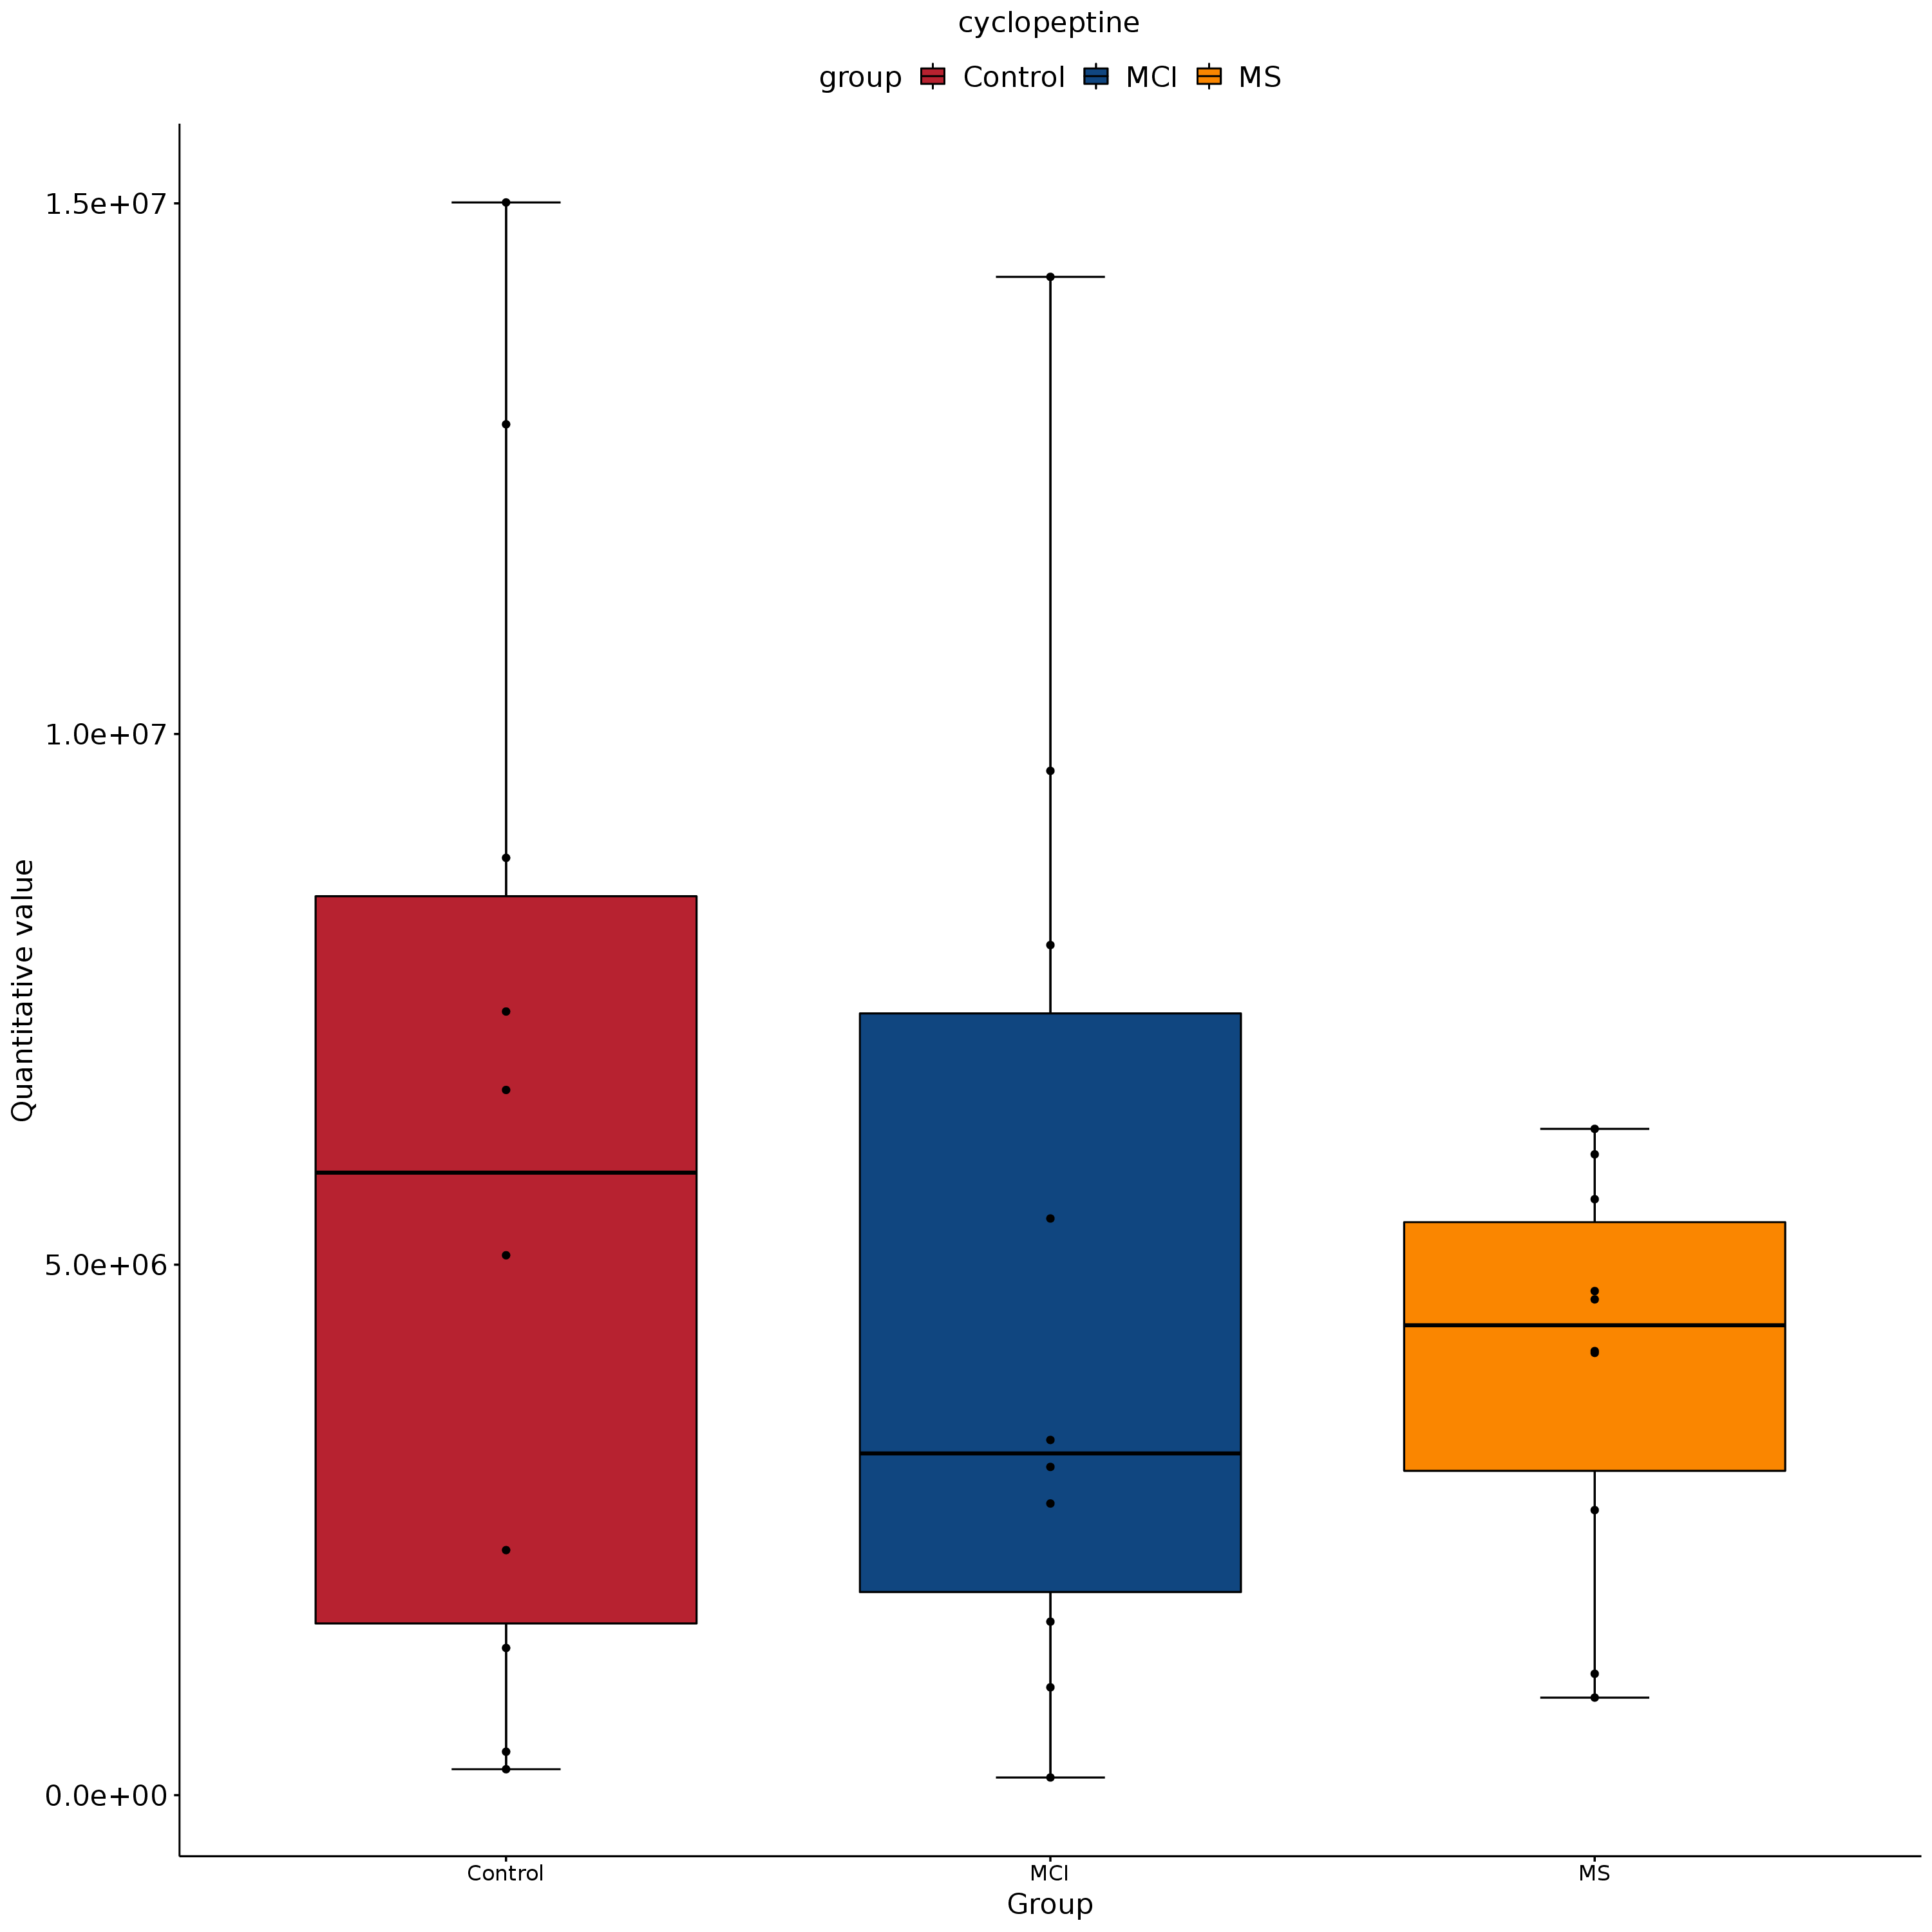 cyclopeptine
group Control MCI MS
Quantitative value
1.5e+07
1.0e+07
5.0e+06
0.0e+00
Control MCI MS
Group